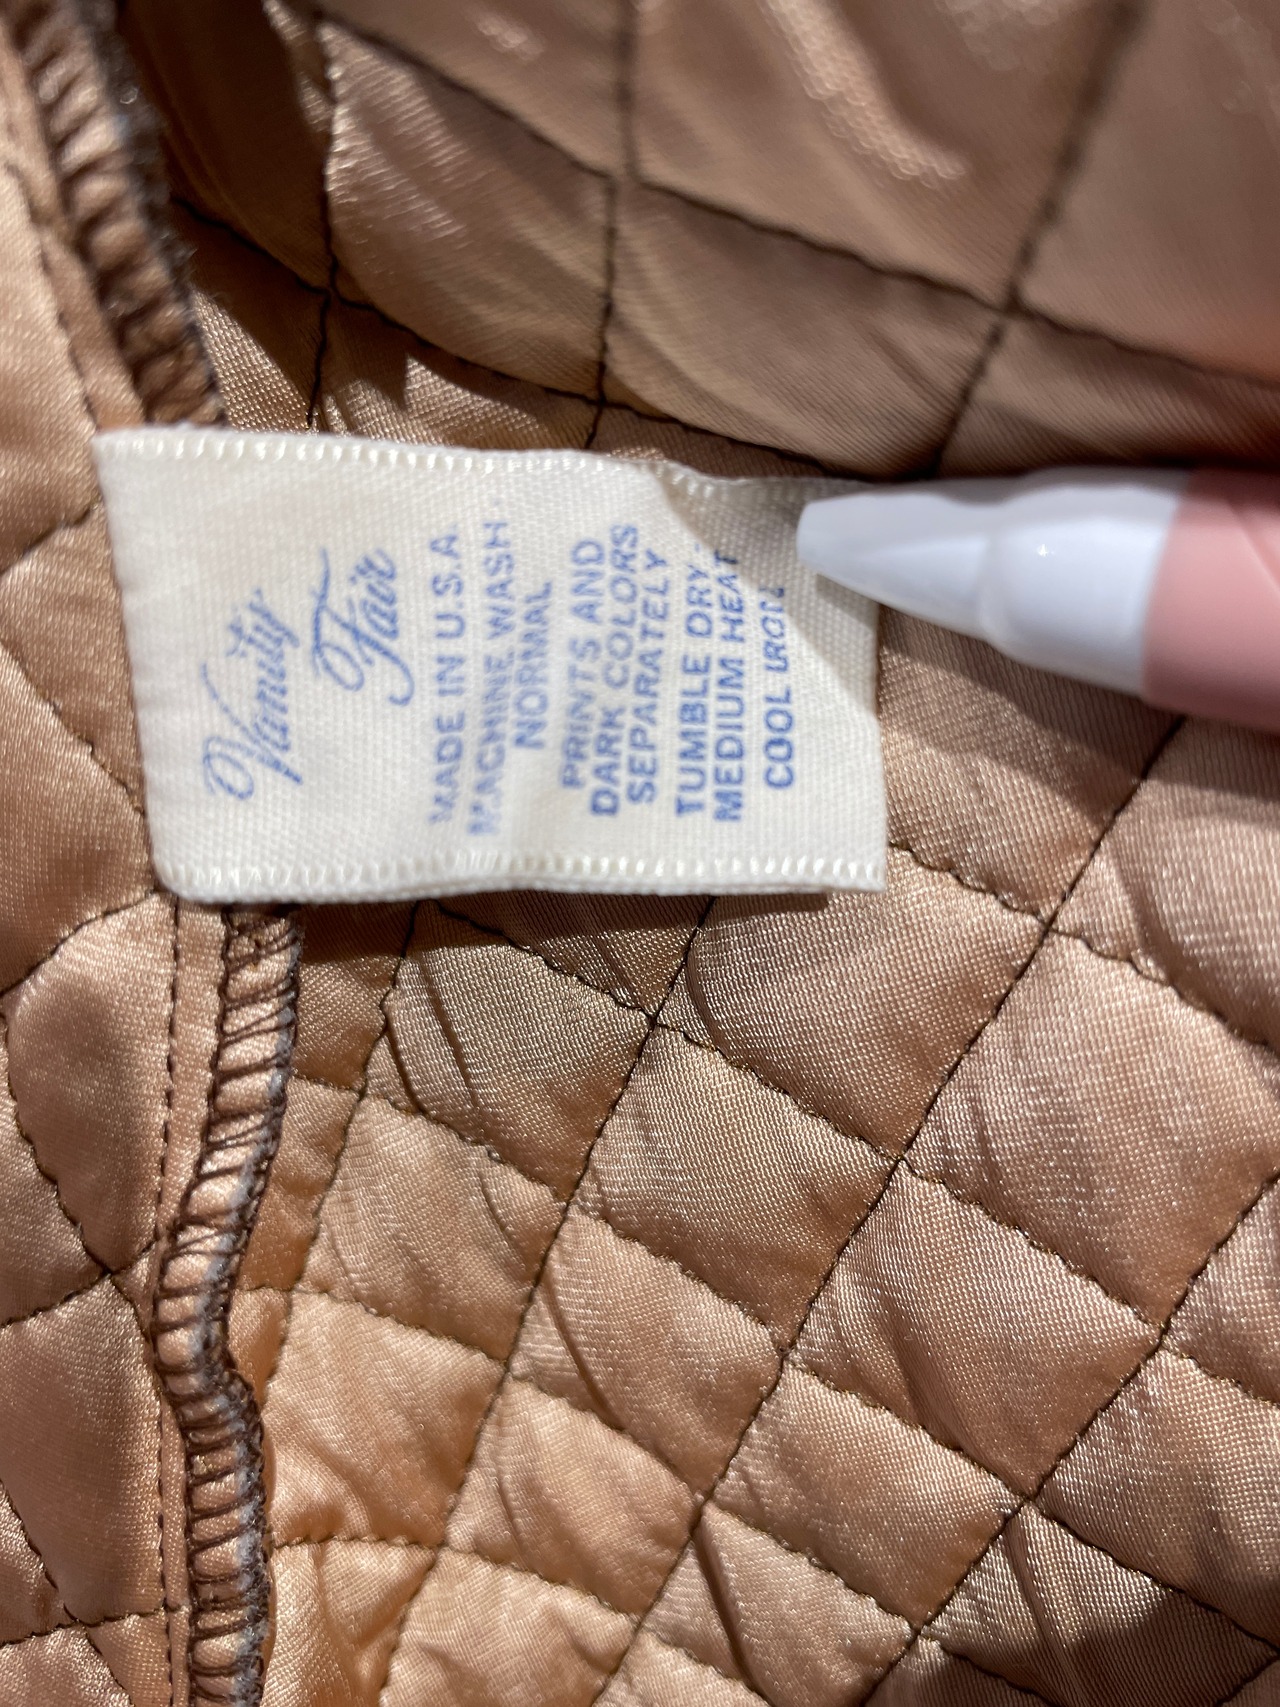 Vanity
Fair
MADE IN U.S.A.
MACHINE WASH-
NORMAL
PRINTS AND
DARK COLORS
SEPARATELY
TUMBLE DRY-
MEDIUM HEAT
COOL IRON